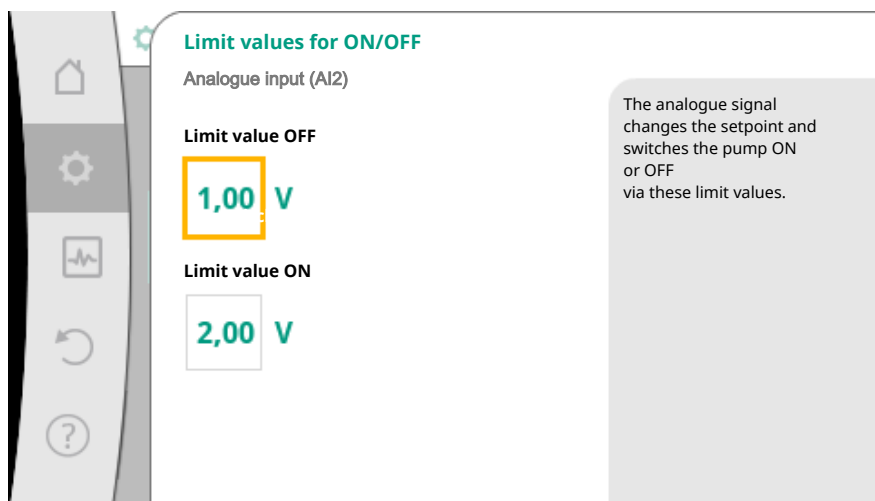 Limit values for ON/OFF
Analogue input (AI2)
Limit value OFF
1,00 V
Limit value ON
2,00 V
The analogue signal
changes the setpoint and
switches the pump ON
or OFF
via these limit values.
?